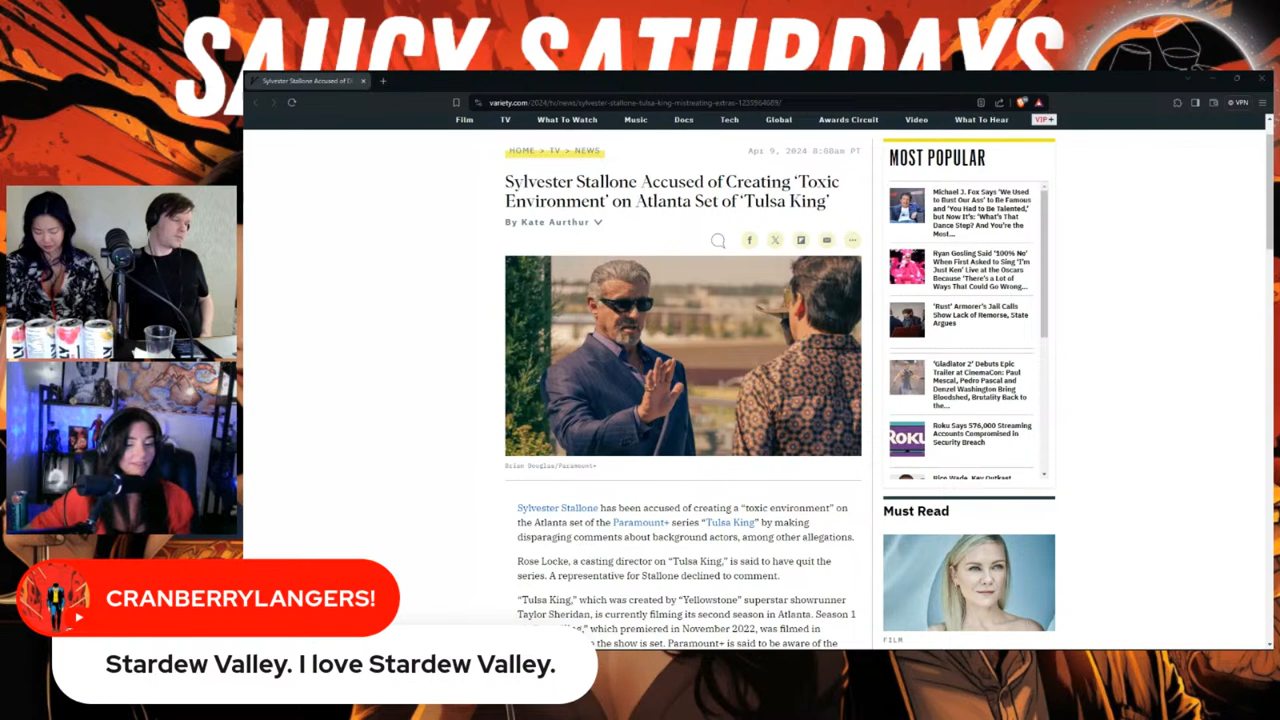 SAUCY SATURDAYS
Sylvester Stallone Accused of
variety.com/2024/tv/news/sylvester-stallone-tulsa-king-mistreating-extras-1235964689/
VPN
Film TV What To Watch Music Docs Tech Global Awards Circuit Video What To Hear VIP+
HOME > TV > NEWS
Apr 9, 2024 8:08am PT
Sylvester Stallone Accused of Creating ‘Toxic
Environment’ on Atlanta Set of ‘Tulsa King’
By Kate Aurthur
Brian Douglas/Paramount+
Sylvester Stallone has been accused of creating a “toxic environment” on
the Atlanta set of the Paramount+ series “Tulsa King” by making
disparaging comments about background actors, among other allegations.
Rose Locke, a casting director on “Tulsa King,” is said to have quit the
series. A representative for Stallone declined to comment.
“Tulsa King,” which was created by “Yellowstone” superstar showrunner
Taylor Sheridan, is currently filming its second season in Atlanta. Season 1
which premiered in November 2022, was filmed in
the show is set. Paramount+ is said to be aware of the
MOST POPULAR
Michael J. Fox Says ‘We Used
to Bust Our Ass’ to Be Famous
and ‘You Had to Be Talented,’
but Now It’s: ‘What’s That
Dance Step? And You’re the
Most...
Ryan Gosling Said ‘100% No’
When First Asked to Sing ‘I’m
Just Ken’ Live at the Oscars
Because ‘There’s a Lot of
Ways That Could Go Wrong...
‘Rust’ Armorer’s Jail Calls
Show Lack of Remorse, State
Argues
‘Gladiator 2’ Debuts Epic
Trailer at CinemaCon: Paul
Mescal, Pedro Pascal and
Denzel Washington Bring
Bloodshed, Brutality Back to
the...
Roku Says 576,000 Streaming
Accounts Compromised in
Security Breach
Must Read
FILM
CRANBERRYLANGERS!
Stardew Valley. I love Stardew Valley.